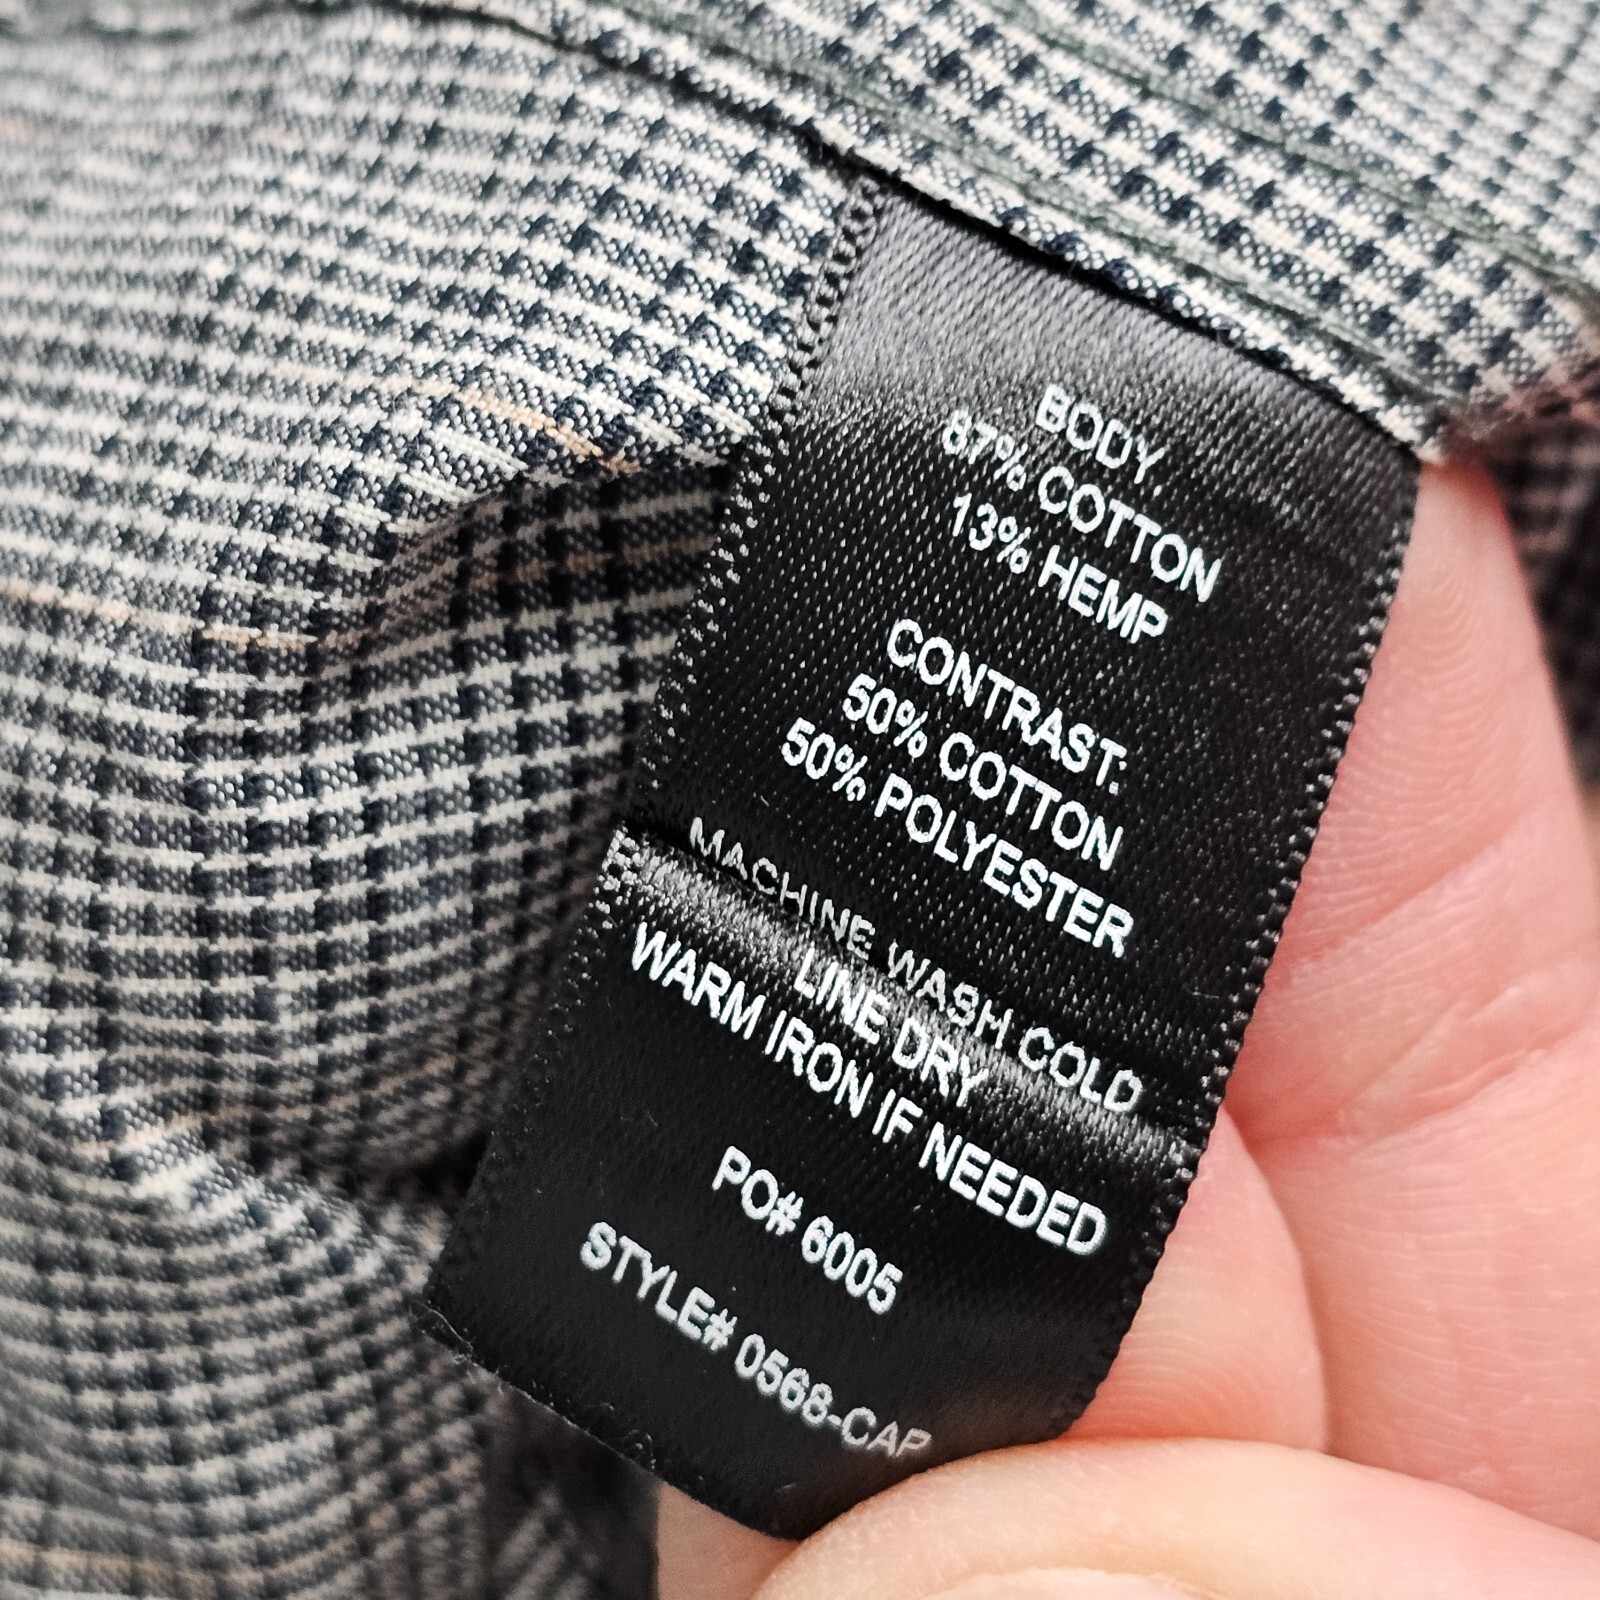 BODY:
87% COTTON
13% HEMP
CONTRAST:
50% COTTON
50% POLYESTER
MACHINE WASH COLD
LINE DRY
WARM IRON IF NEEDED
PO# 6005
STYLE# 0568-CAP